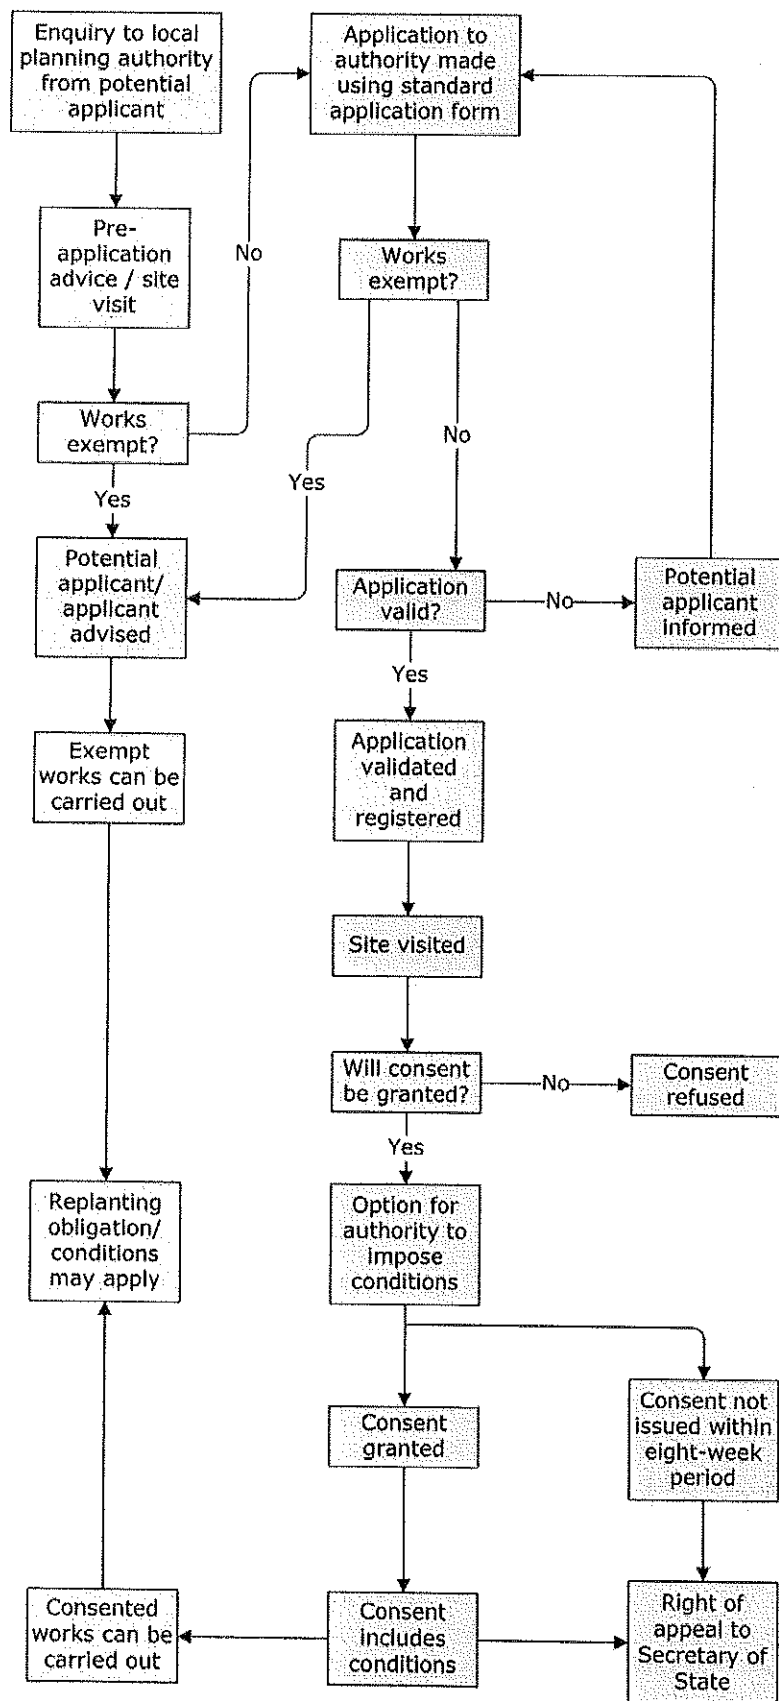 Enquiry to local
planning authority
from potential
applicant
Application to
authority made
using standard
application form
Pre-
application
advice / site
visit
No
Works
exempt?
Works
exempt?
No
Yes
Yes
Potential
applicant/
applicant
advised
Application
valid?
No
Potential
applicant
informed
Yes
Exempt
works can be
carried out
Application
validated
and
registered
Site visited
Will consent
be granted?
No
Consent
refused
Yes
Replanting
obligation/
conditions
may apply
Option for
authority to
impose
conditions
Consent
granted
Consent not
issued within
eight-week
period
Consented
works can be
carried out
Consent
includes
conditions
Right of
appeal to
Secretary of
State